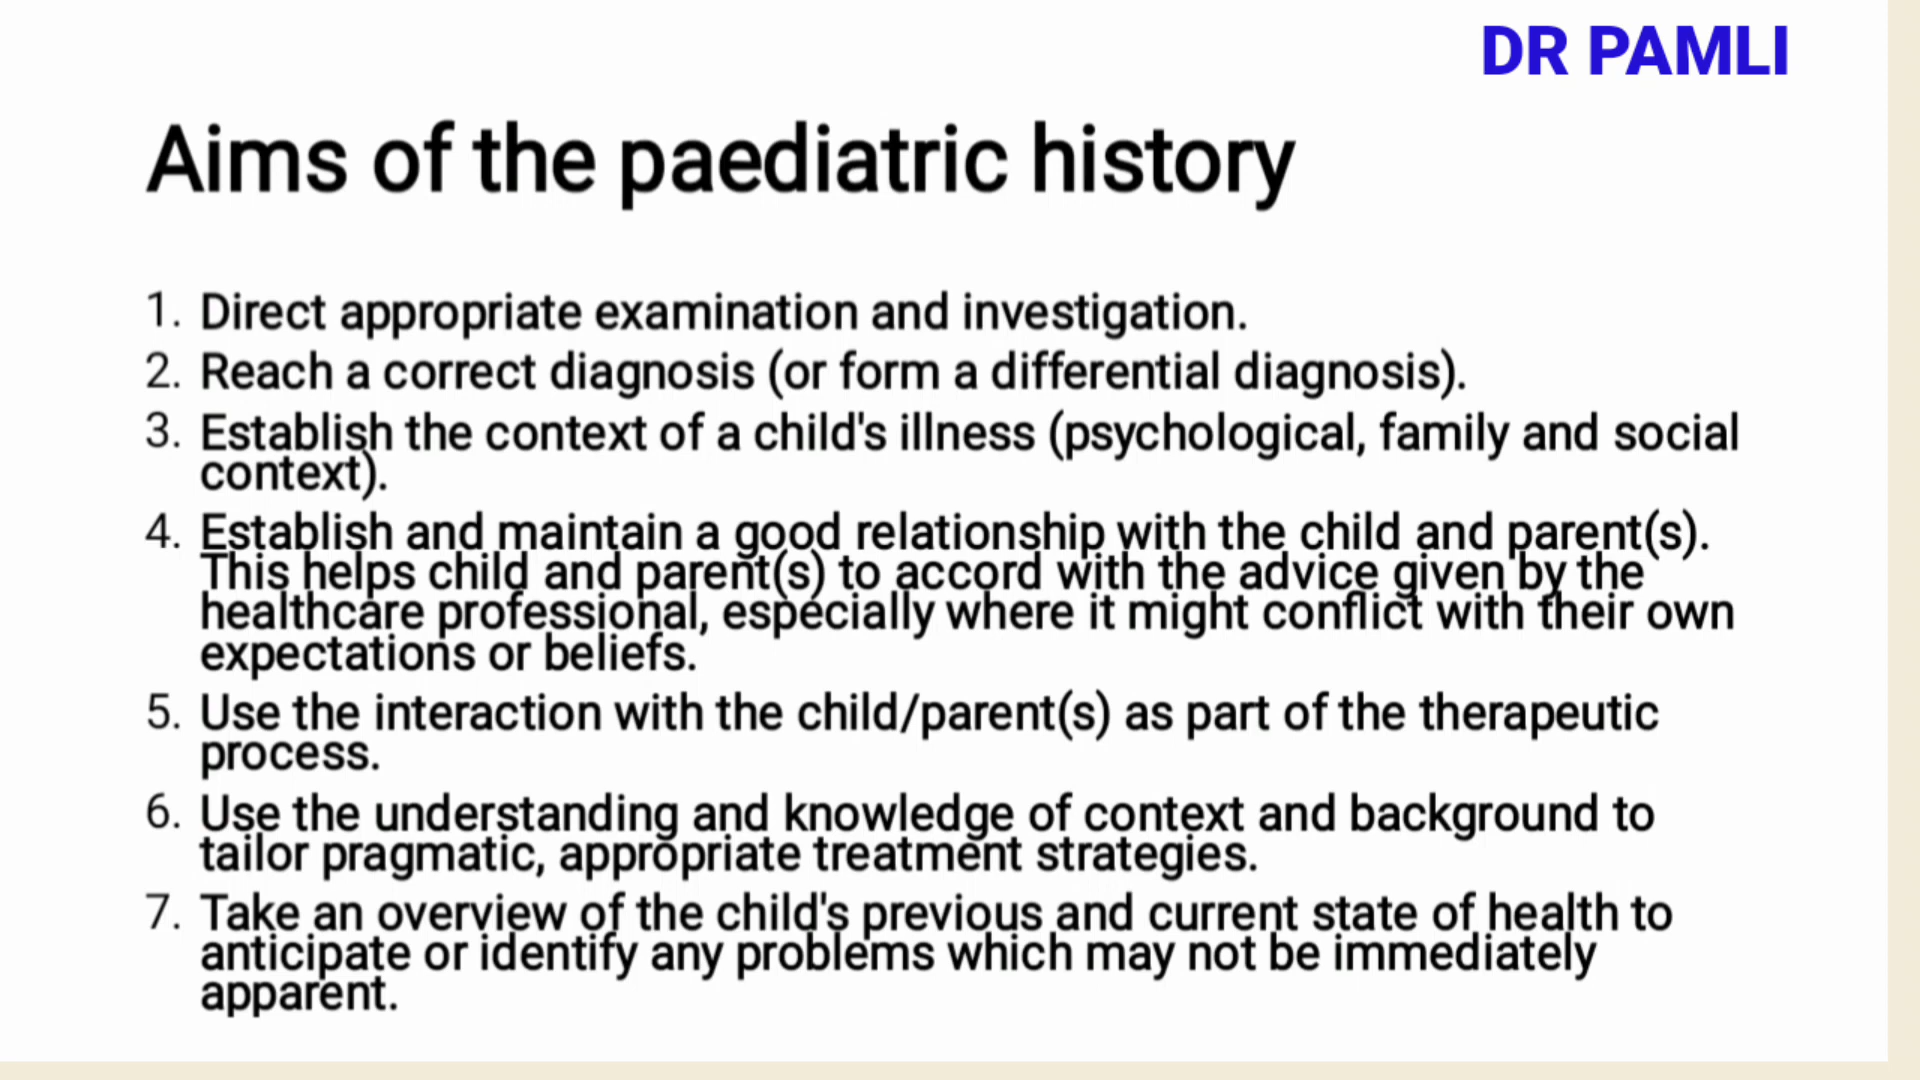 DR PAMLI
Aims of the paediatric history
1. Direct appropriate examination and investigation.
2. Reach a correct diagnosis (or form a differential diagnosis).
3. Establish the context of a child's illness (psychological, family and social
context).
4. Establish and maintain a good relationship with the child and parent(s).
This helps child and parent(s) to accord with the advice given by the
healthcare professional, especially where it might conflict with their own
expectations or beliefs.
5. Use the interaction with the child/parent(s) as part of the therapeutic
process.
6. Use the understanding and knowledge of context and background to
tailor pragmatic, appropriate treatment strategies.
7. Take an overview of the child's previous and current state of health to
anticipate or identify any problems which may not be immediately
apparent.